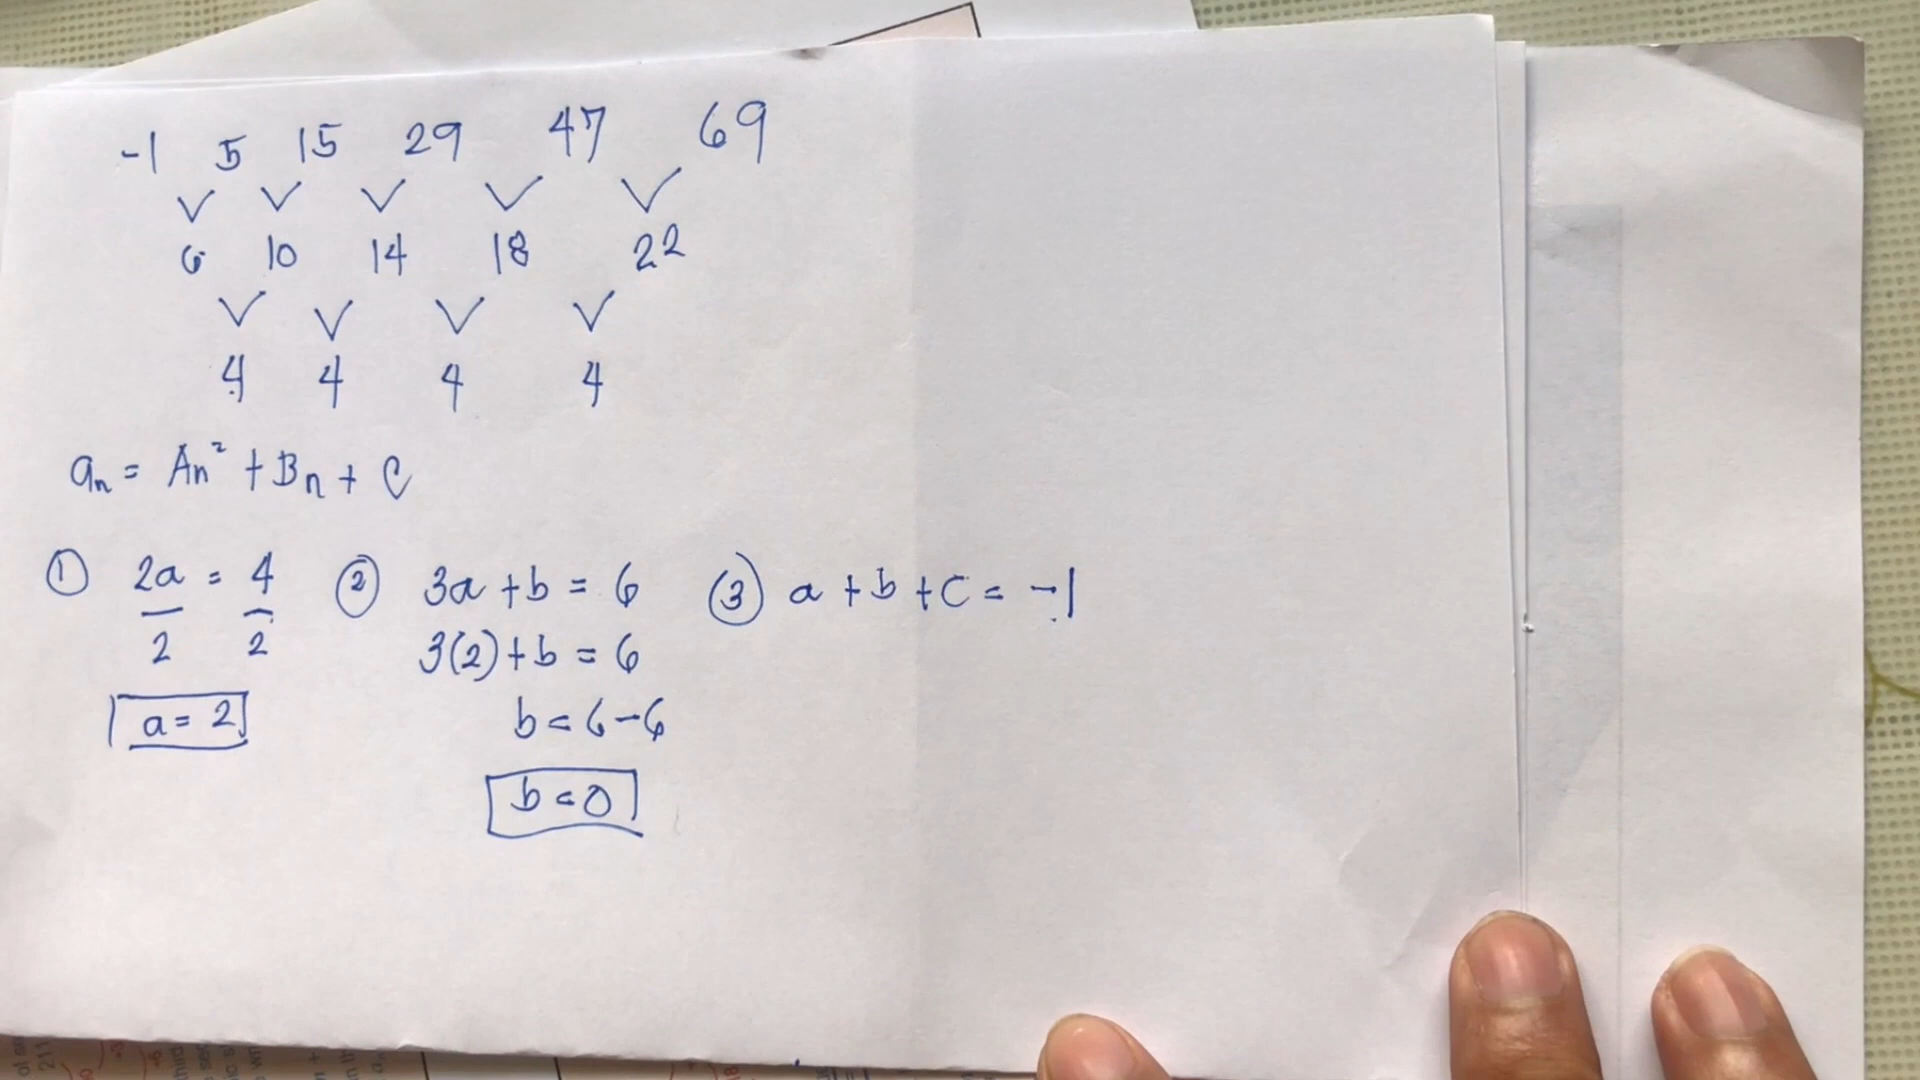 -1 5 15 29 47 69
6 10 14 18 22
4 4 4 4
aₙ = An² + Bn + C
① 2a/2 = 4/2 ② 3a + b = 6 ③ a + b + c = -1
3(2) + b = 6
a = 2 b = 6 - 6
b = 0